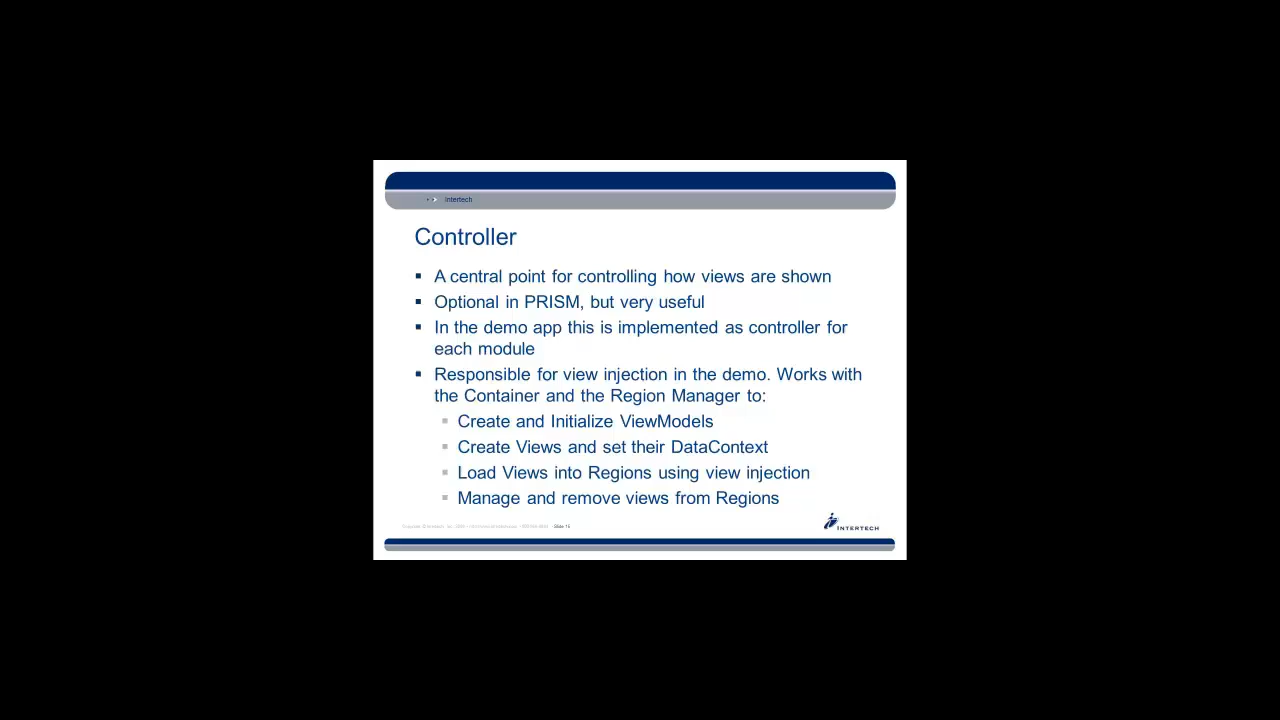 Intertech
Controller
A central point for controlling how views are shown
Optional in PRISM, but very useful
In the demo app this is implemented as controller for
each module
Responsible for view injection in the demo. Works with
the Container and the Region Manager to:
Create and Initialize ViewModels
Create Views and set their DataContext
Load Views into Regions using view injection
Manage and remove views from Regions
Slide
INTERTECH